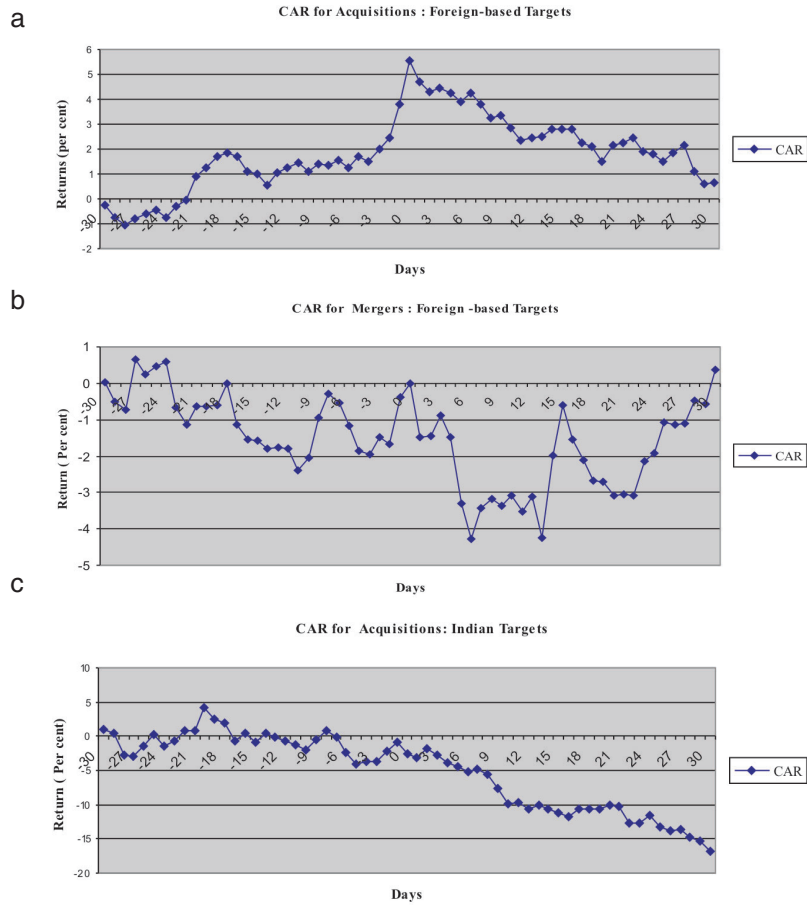 a
CAR for Acquisitions : Foreign-based Targets
6
5
4
3
2
1
0
-1
-2
Returns (per cent)
-30 -27 -24 -21 -18 -15 -12 -9 -6 -3 0 3 6 9 12 15 18 21 24 27 30
Days
CAR
b
CAR for Mergers : Foreign -based Targets
1
0
-1
-2
-3
-4
-5
Return ( Per cent)
-30 -27 -24 -21 -18 -15 -12 -9 -6 -3 0 3 6 9 12 15 18 21 24 27 30
Days
CAR
c
CAR for Acquisitions: Indian Targets
10
5
0
-5
-10
-15
-20
Return ( Per cent)
-30 -27 -24 -21 -18 -15 -12 -9 -6 -3 0 3 6 9 12 15 18 21 24 27 30
Days
CAR